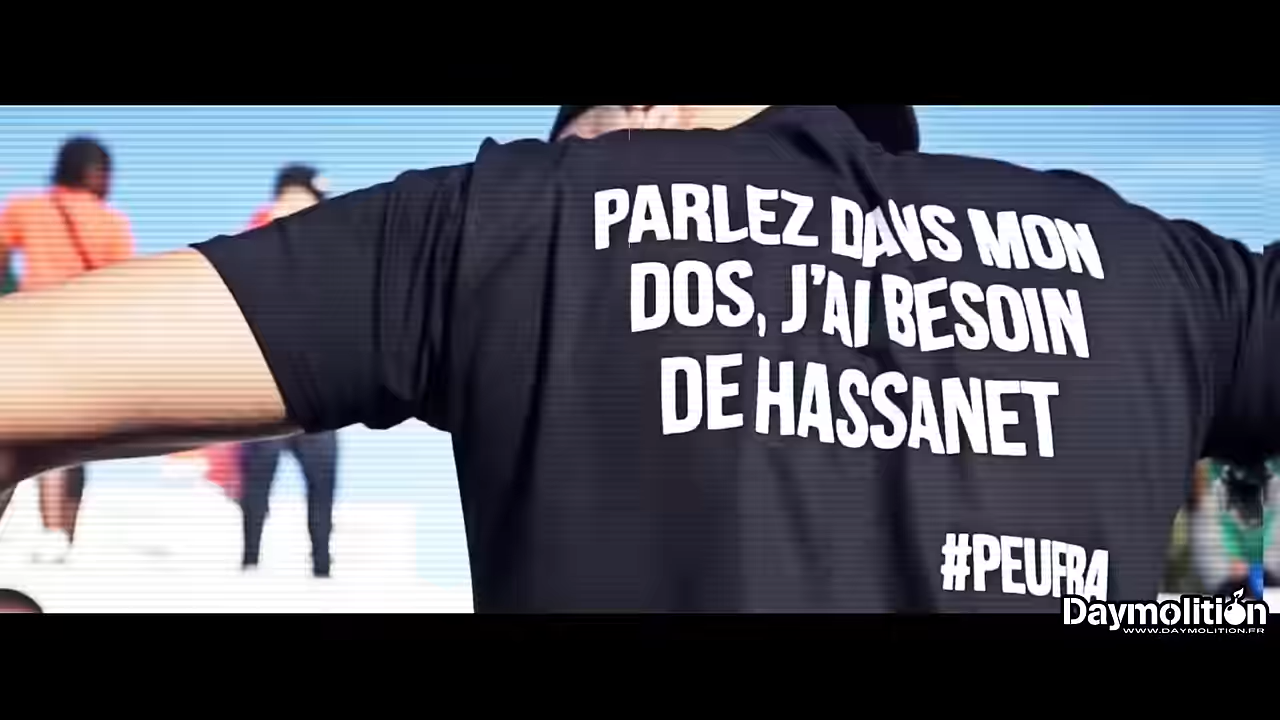 PARLEZ DANS MON
DOS, J'AI BESOIN
DE HASSANET
#PEUFRA
Daymolition
WWW.DAYMOLITION.FR